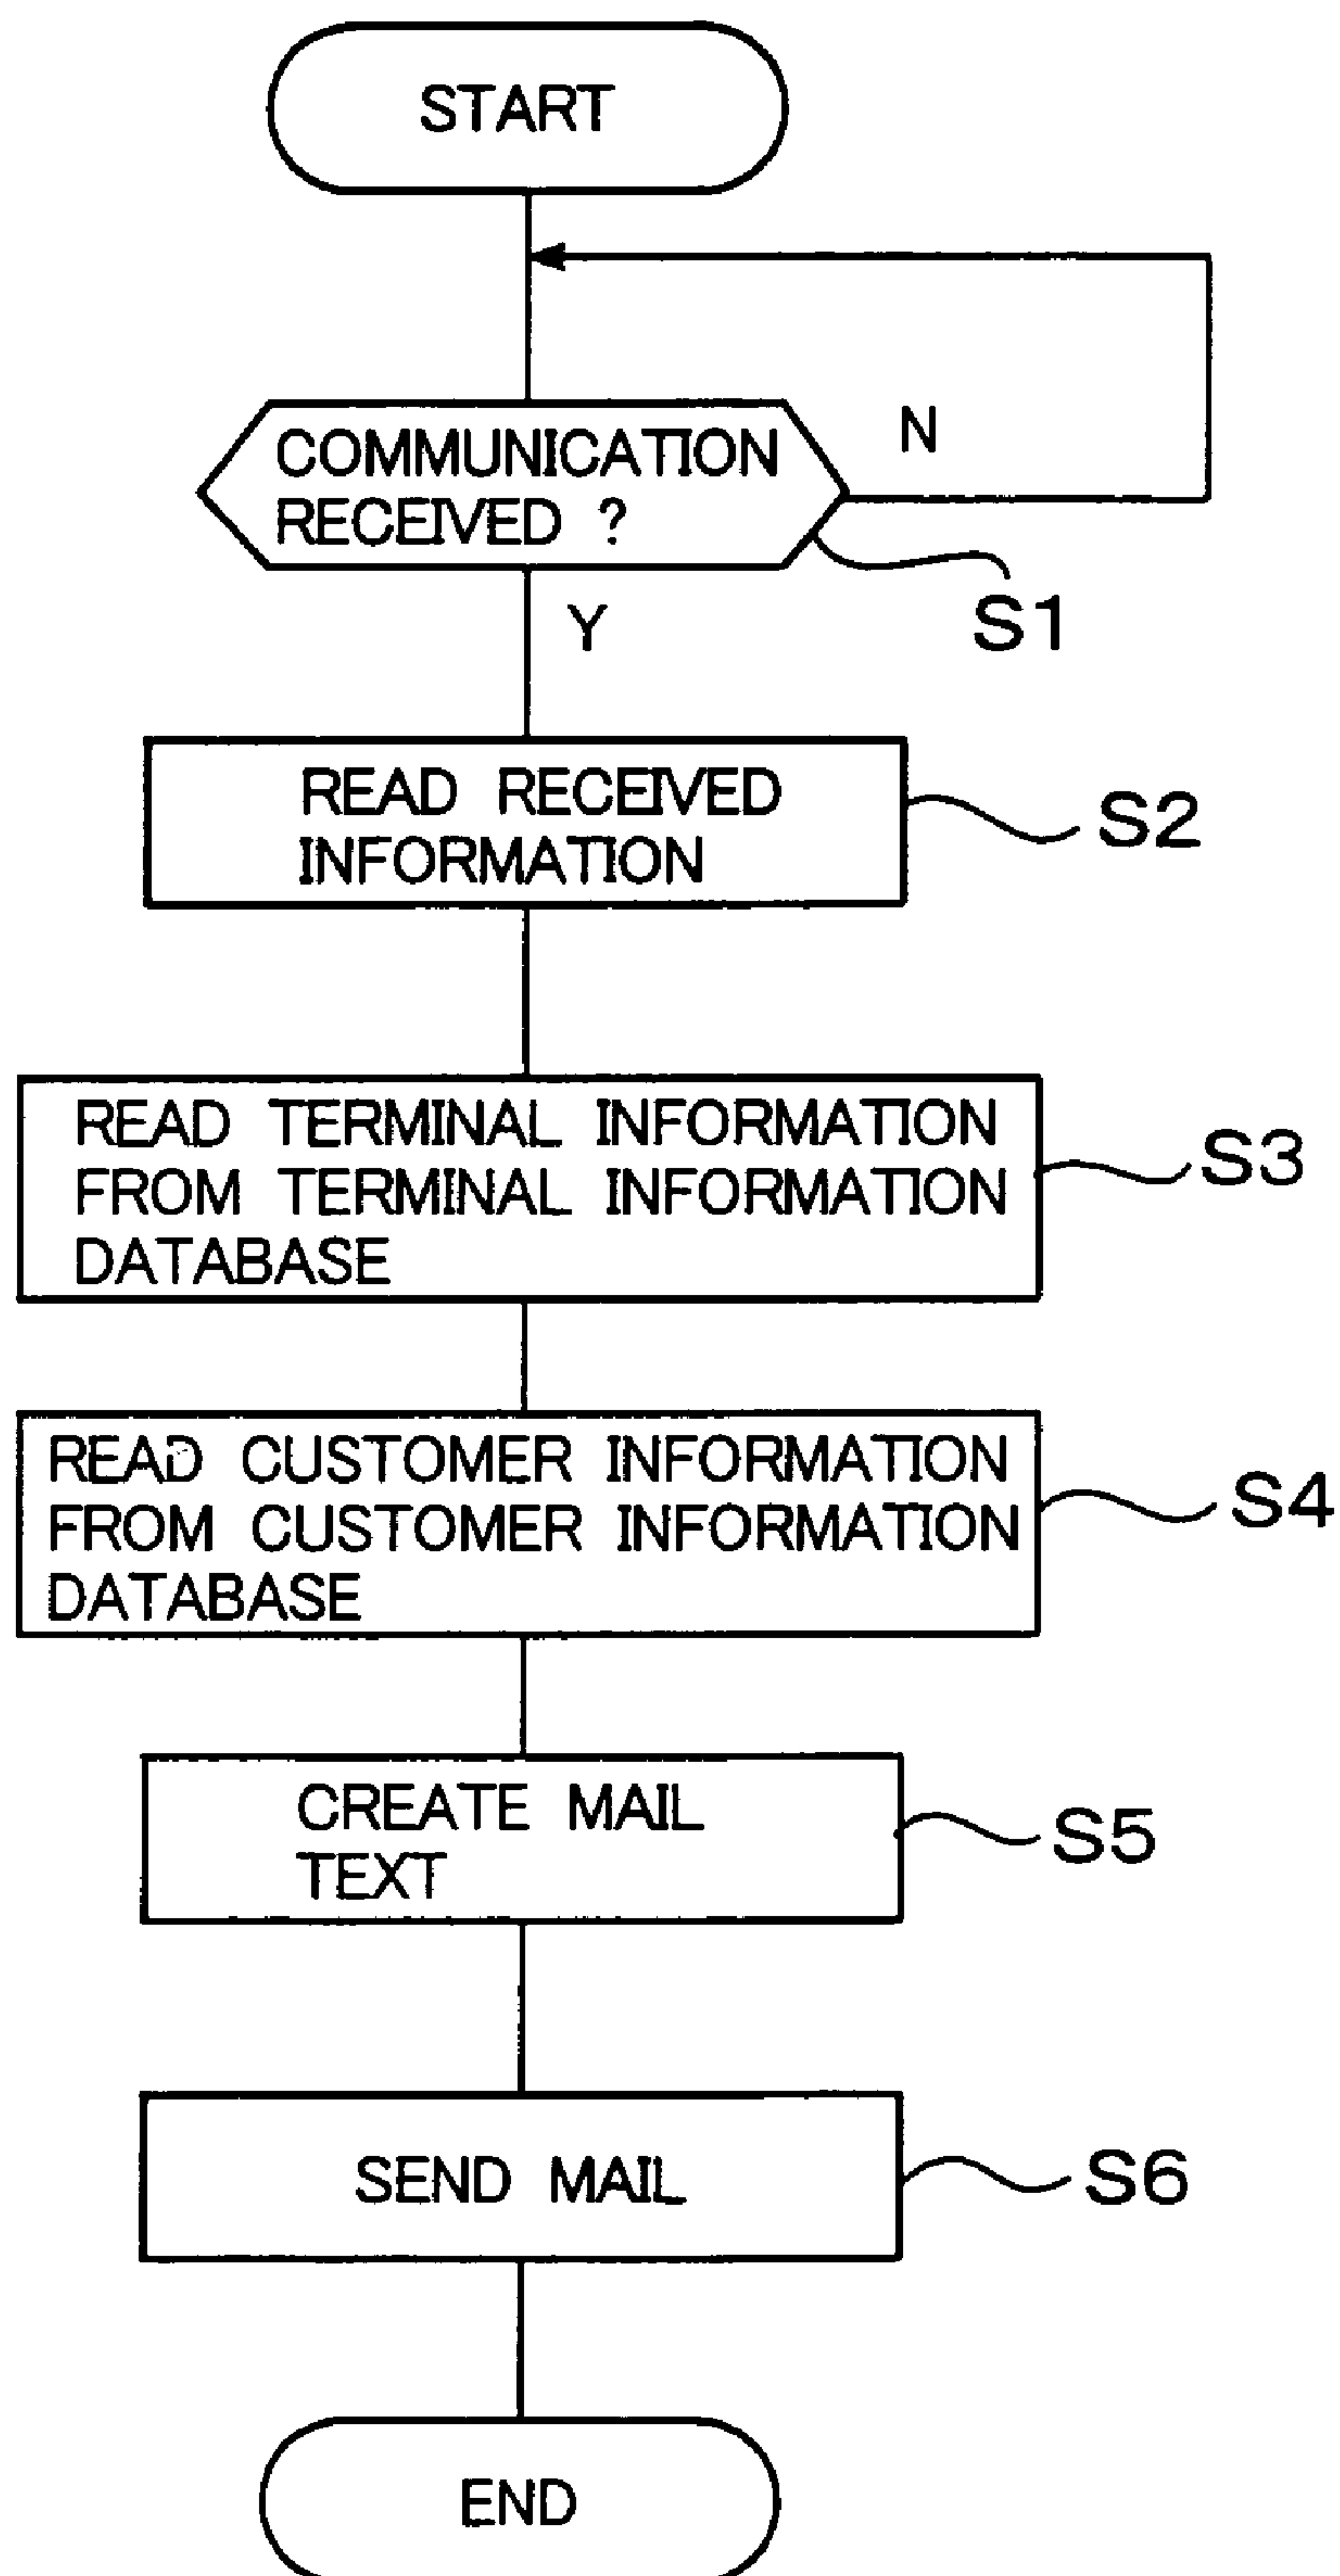 START
COMMUNICATION
RECEIVED ?
N
S1
Y
READ RECEIVED
INFORMATION
S2
READ TERMINAL INFORMATION
FROM TERMINAL INFORMATION
DATABASE
S3
READ CUSTOMER INFORMATION
FROM CUSTOMER INFORMATION
DATABASE
S4
CREATE MAIL
TEXT
S5
SEND MAIL
S6
END